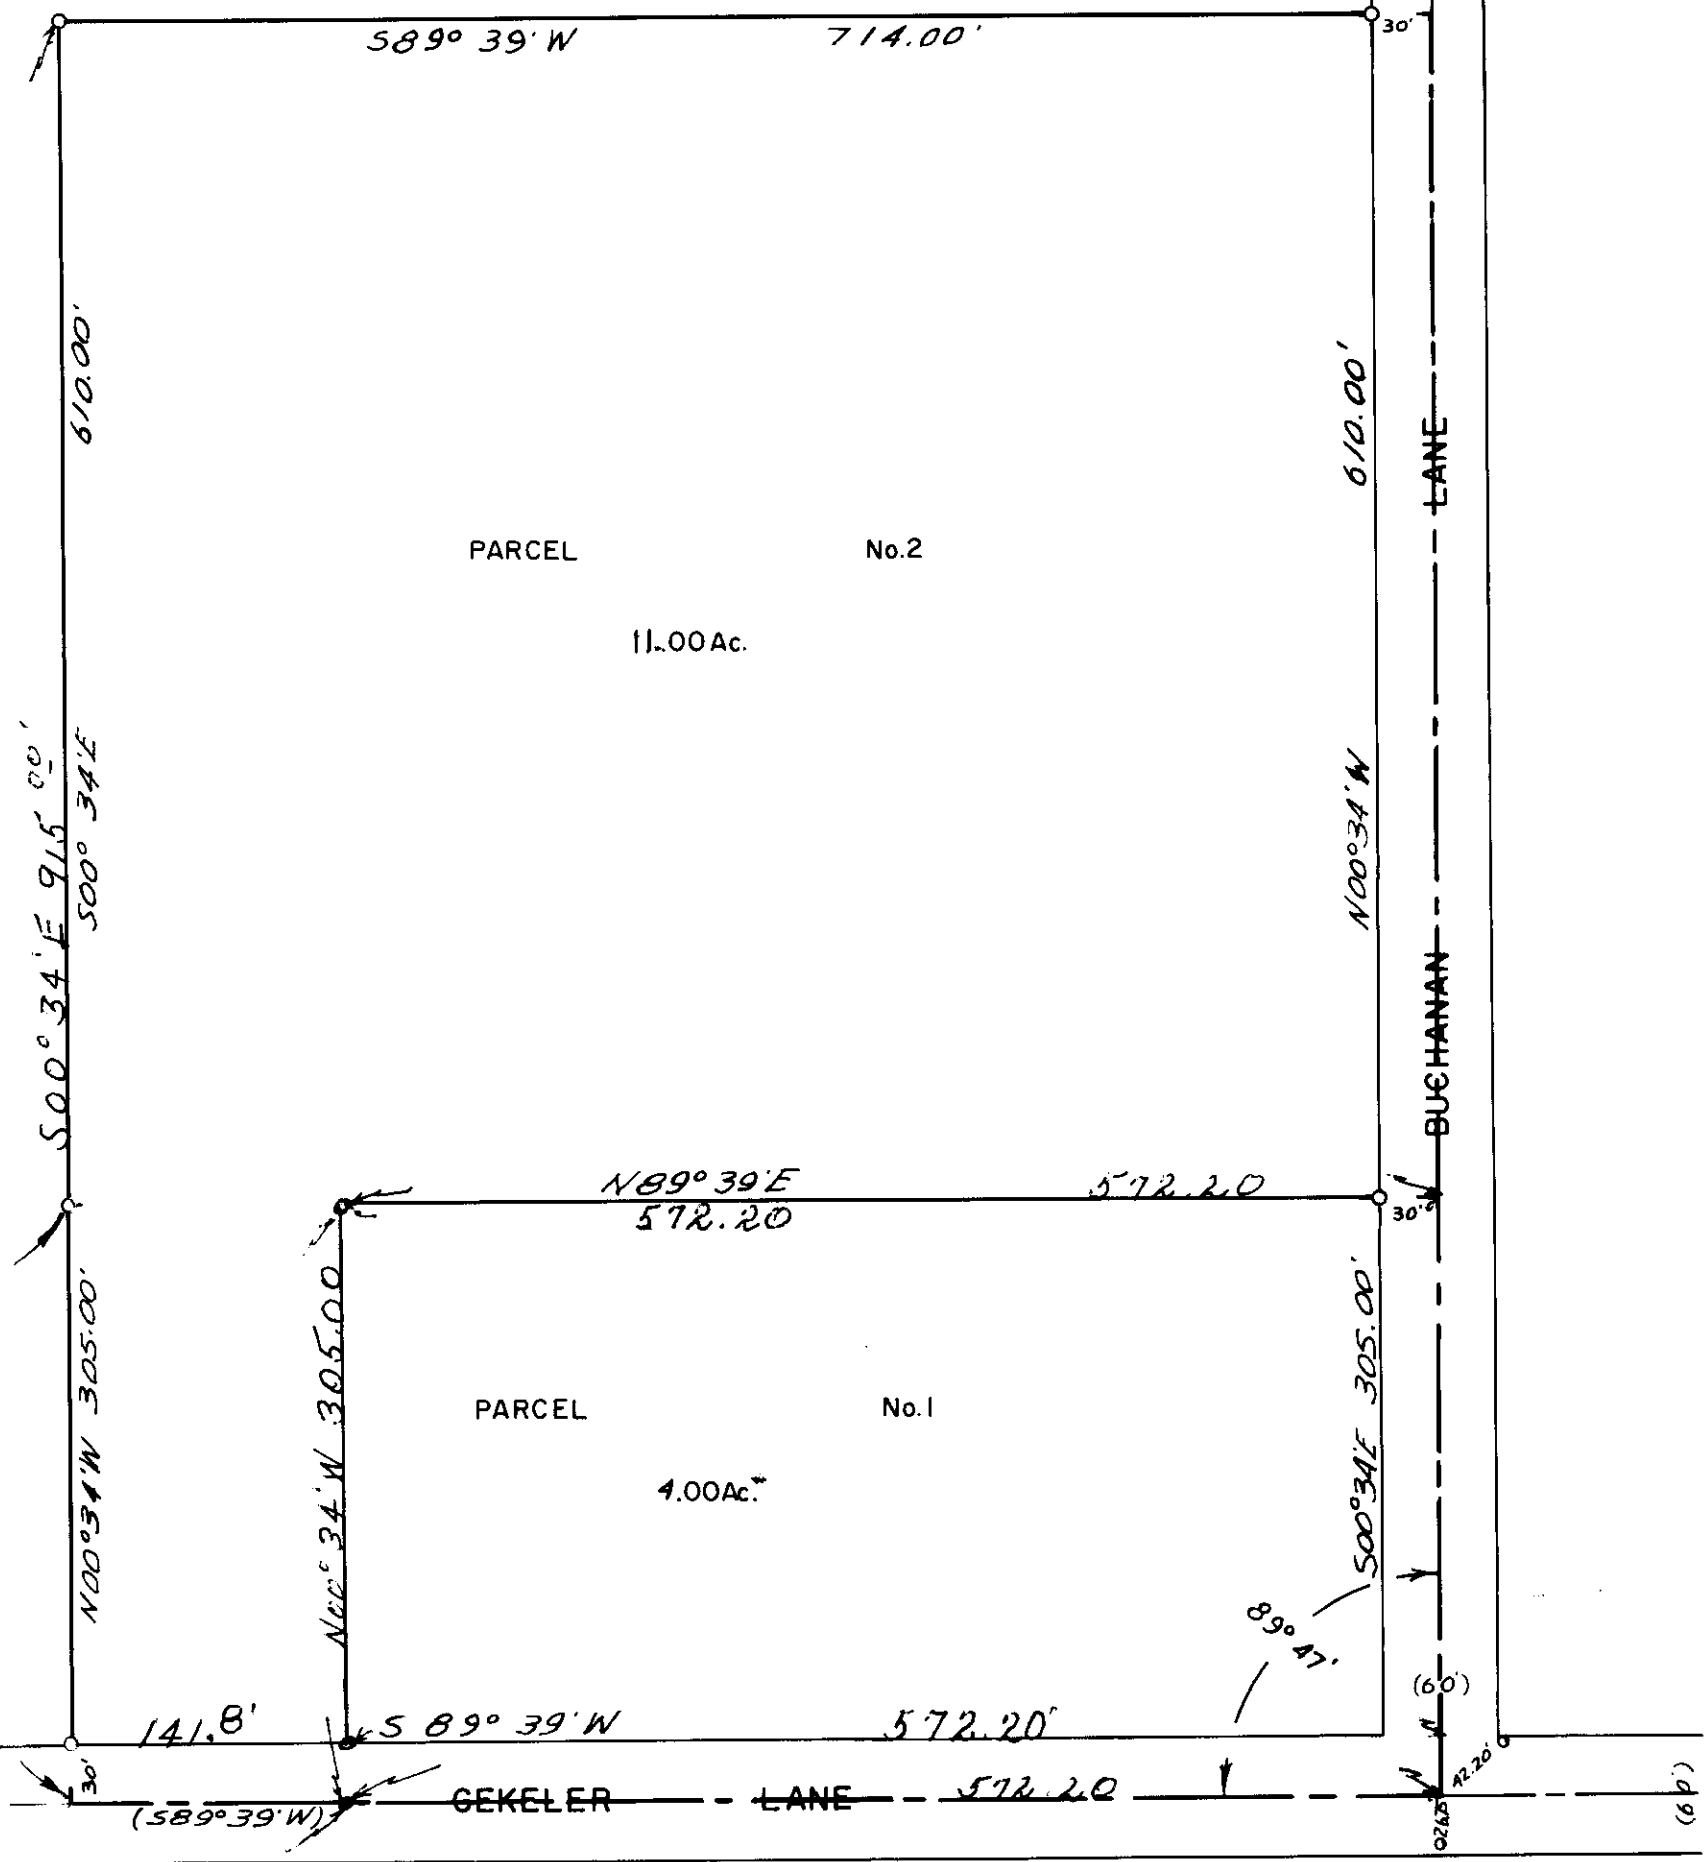 S89° 39' W 714.00'
30'
610.00'
610.00'
LANE
PARCEL No.2
11.00 Ac.
S00° 34' E 915.00'
S00° 34' E
N00° 34' W
BUCHANAN
N89° 39' E 572.20
572.20
30'
N00° 34' W 305.00'
N00° 34' W 305.00
S00° 34' E 305.00'
PARCEL No.1
4.00 Ac.
89° 47'
(60')
141.8'
S 89° 39' W 572.20'
30'
GEKELER LANE 572.20
42.20'
(60')
(S89° 39' W)